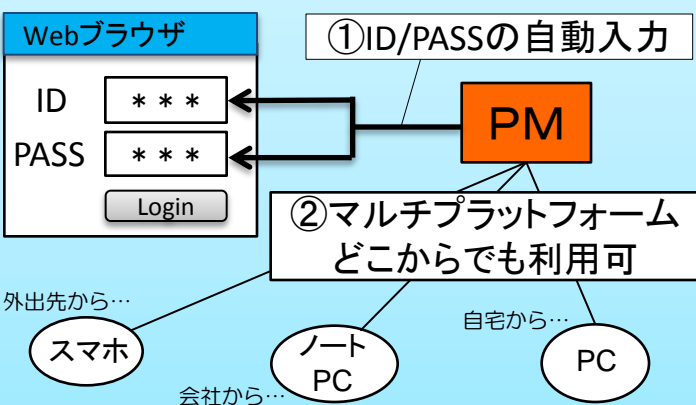 Webブラウザ
①ID/PASSの自動入力
ID
＊＊＊
PASS
＊＊＊
Login
PM
②マルチプラットフォーム
どこからでも利用可
外出先から…
スマホ
会社から…
ノート
PC
自宅から…
PC